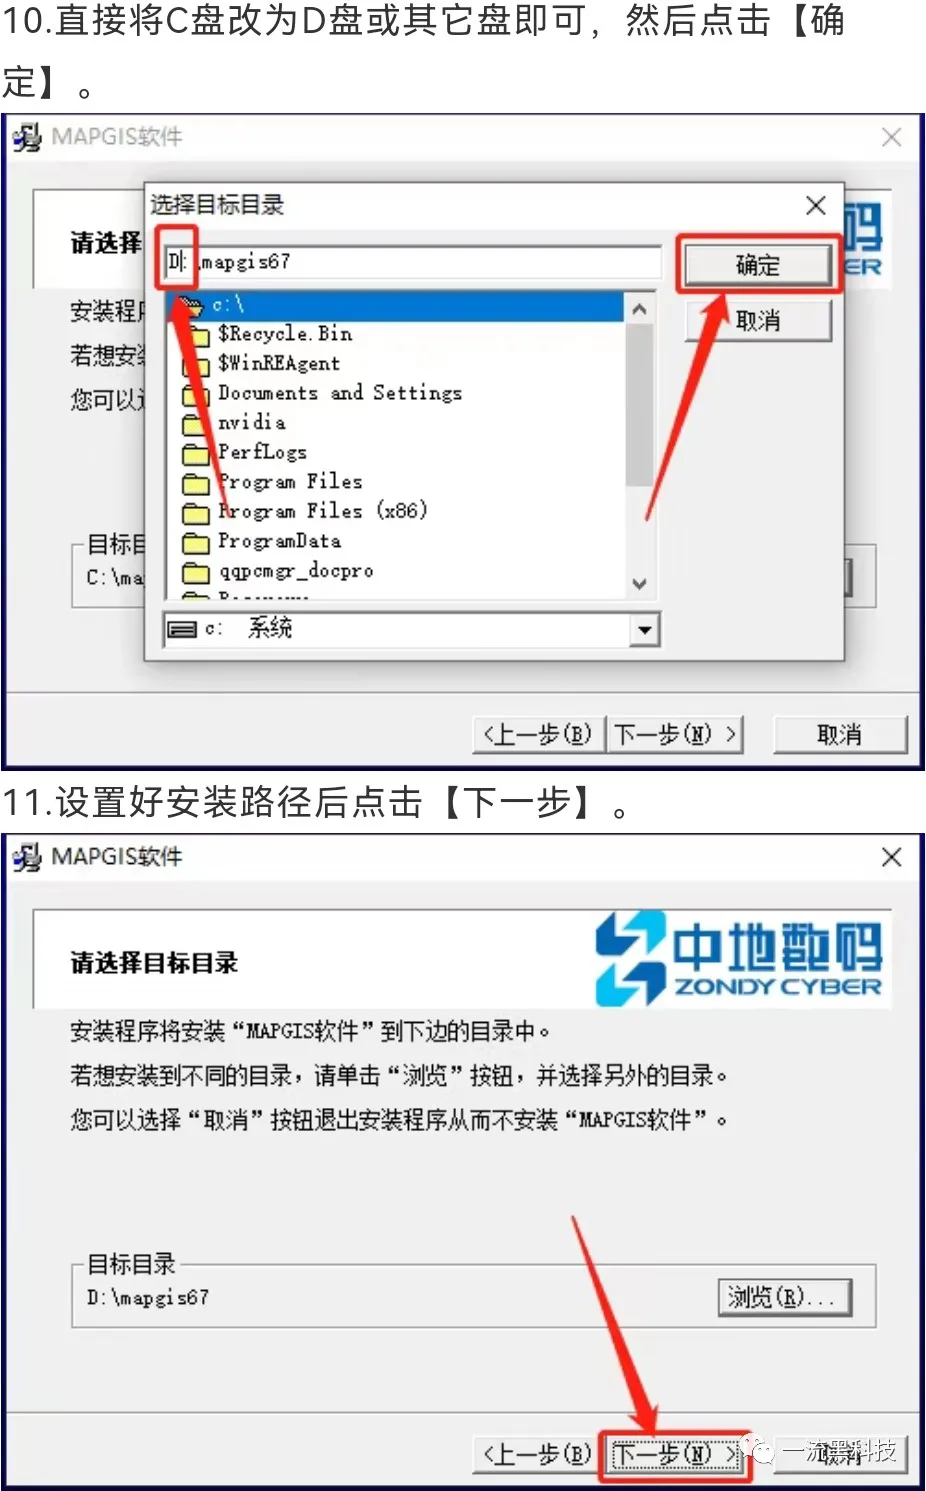 10.直接将C盘改为D盘或其它盘即可，然后点击【确
定】。
MAPGIS软件
选择目标目录
请选择
D:\mapgis67
确定
取消
安装程序
若想安装
您可以
c:\
$Recycle.Bin
$WinREAgent
Documents and Settings
nvidia
PerfLogs
Program Files
Program Files (x86)
ProgramData
qqpcmgr_docpro
目标目
C:\ma
c: 系统
<上一步(B)
下一步(N) >
取消
11.设置好安装路径后点击【下一步】。
MAPGIS软件
请选择目标目录
中地数码
ZONDY CYBER
安装程序将安装“MAPGIS软件”到下边的目录中。
若想安装到不同的目录，请单击“浏览”按钮，并选择另外的目录。
您可以选择“取消”按钮退出安装程序从而不安装“MAPGIS软件”。
目标目录
D:\mapgis67
浏览(R)...
<上一步(B)
下一步(N) >
取消
一流黑科技